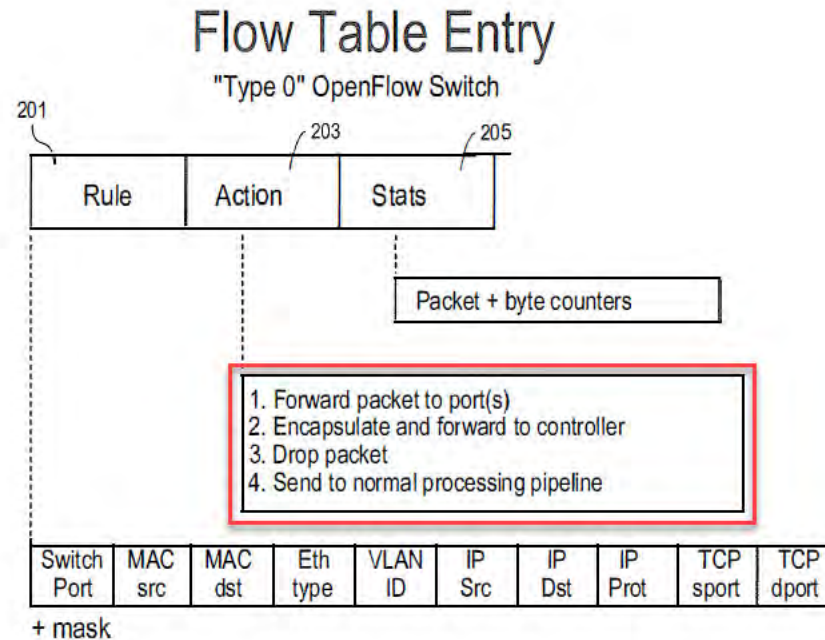 Flow Table Entry
"Type 0" OpenFlow Switch
201
203
205
Rule
Action
Stats
Packet + byte counters
1. Forward packet to port(s)
2. Encapsulate and forward to controller
3. Drop packet
4. Send to normal processing pipeline
Switch Port
MAC src
MAC dst
Eth type
VLAN ID
IP Src
IP Dst
IP Prot
TCP sport
TCP dport
+ mask